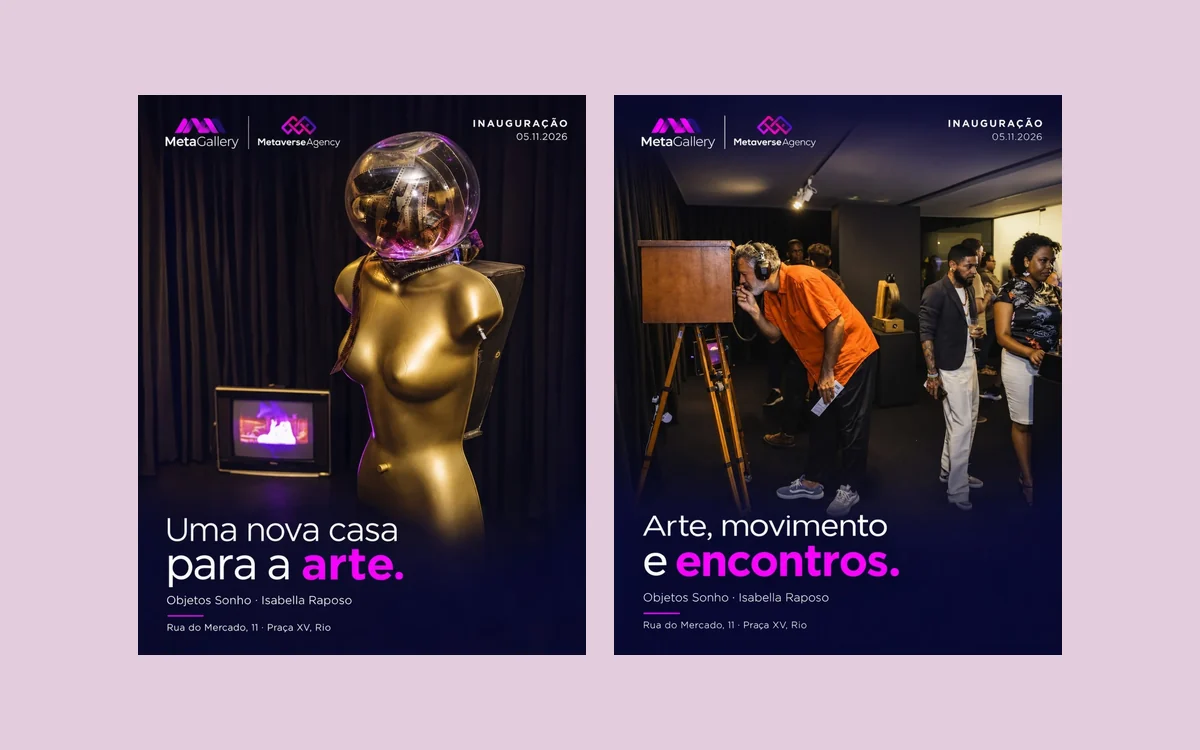 MetaGallery
MetaverseAgency
INAUGURAÇÃO
05.11.2026
Uma nova casa
para a arte.
Objetos Sonho · Isabella Raposo
Rua do Mercado, 11 · Praça XV, Rio
MetaGallery
MetaverseAgency
INAUGURAÇÃO
05.11.2026
Arte, movimento
e encontros.
Objetos Sonho · Isabella Raposo
Rua do Mercado, 11 · Praça XV, Rio